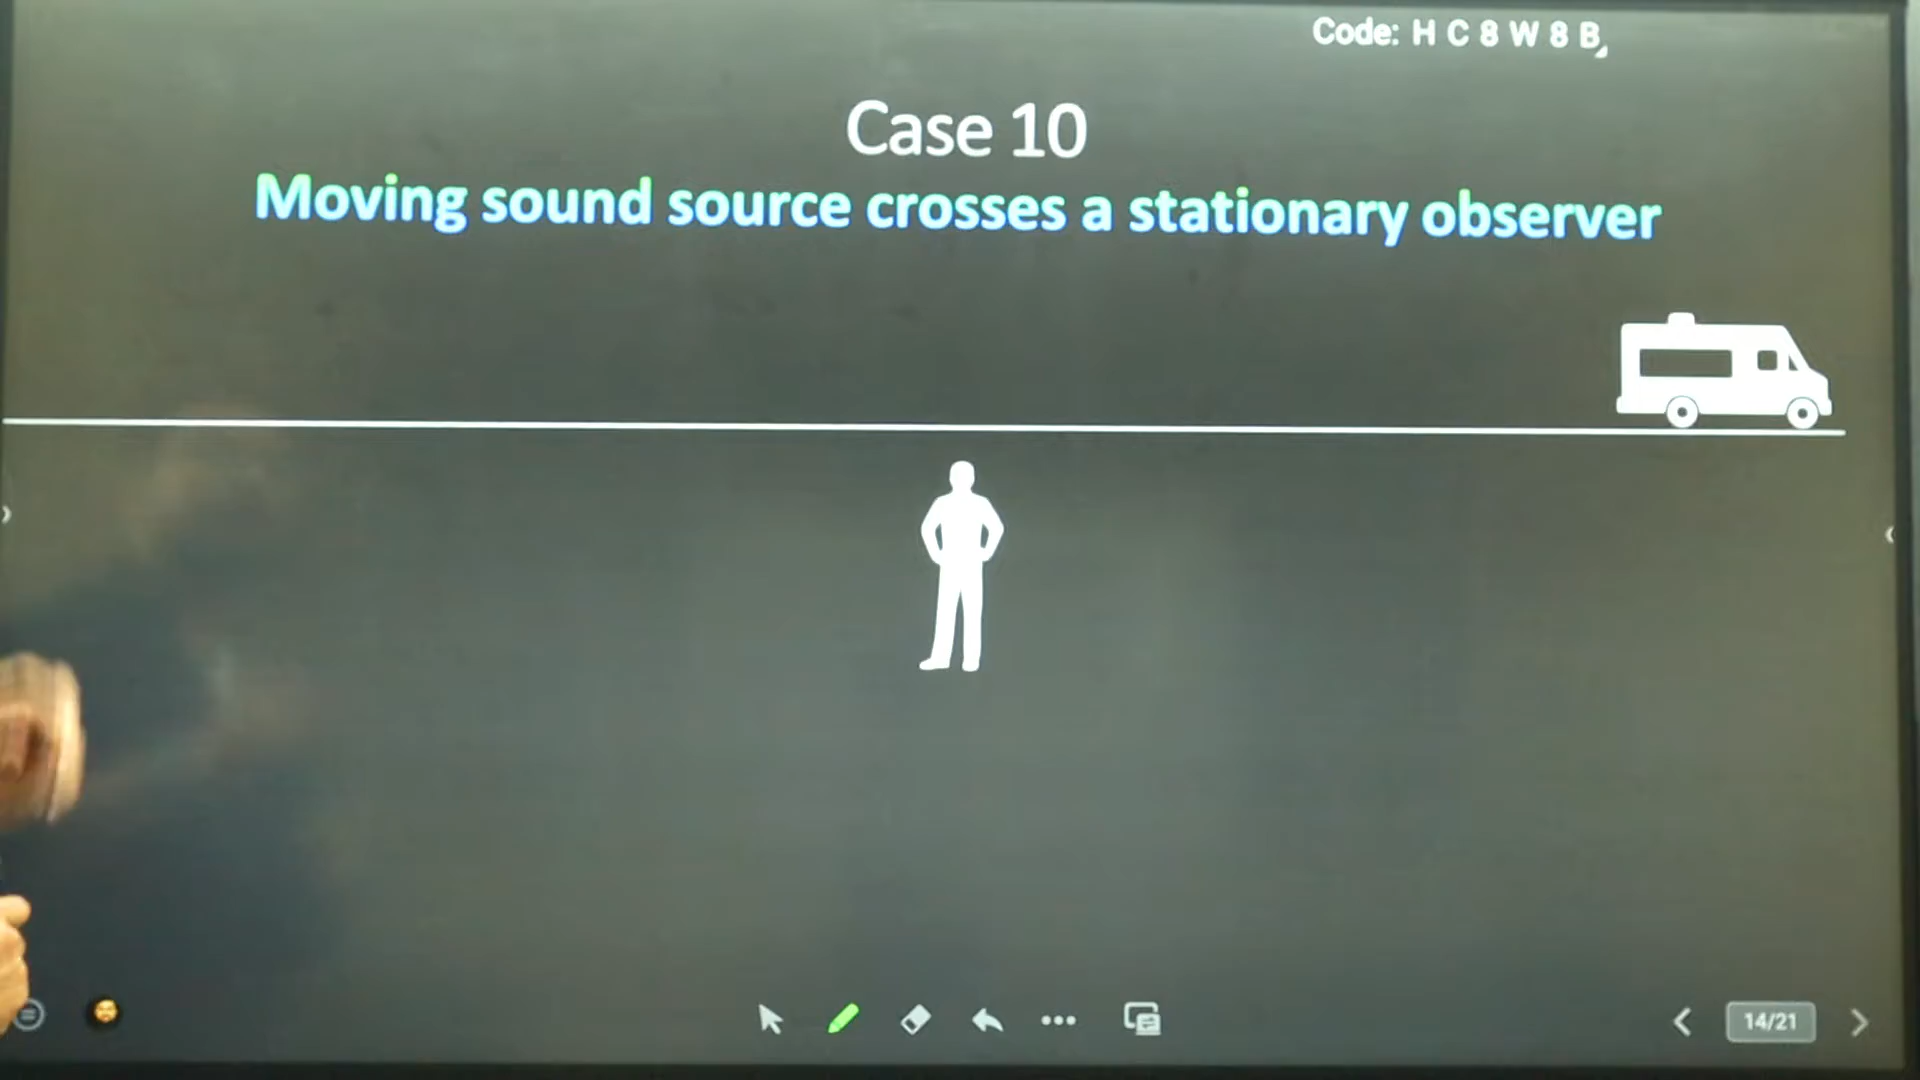 Code: H C 8 W 8 B
Case 10
Moving sound source crosses a stationary observer
14/21